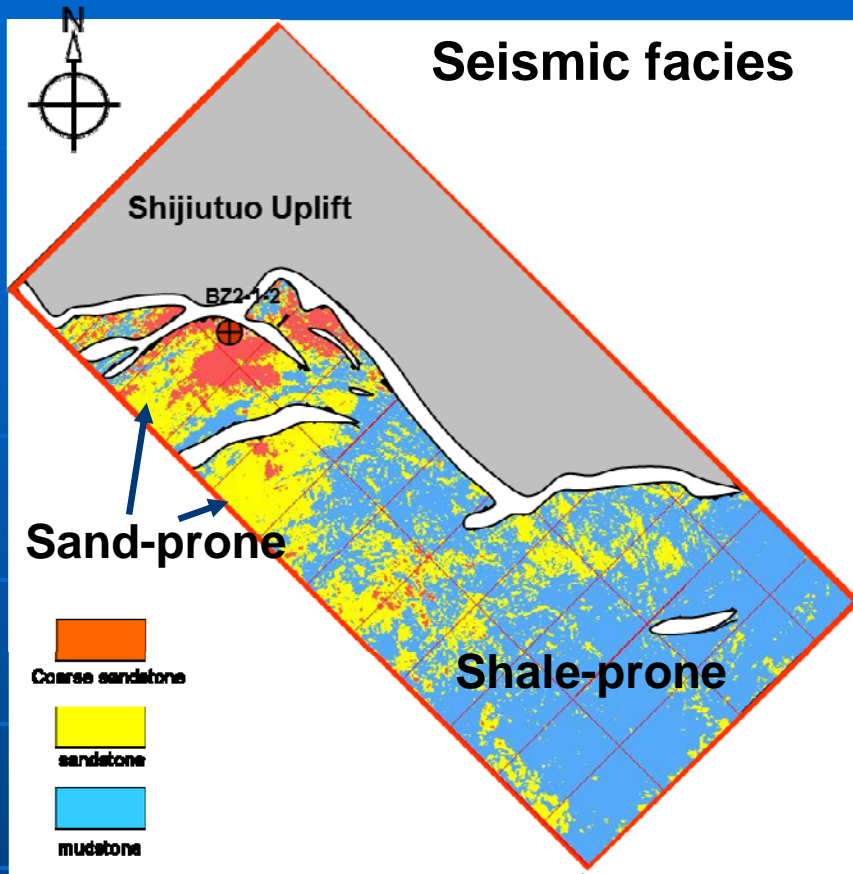 N
Seismic facies
Shijiutuo Uplift
BZ2-1-2
Sand-prone
Shale-prone
Coarse sandstone
sandstone
mudstone